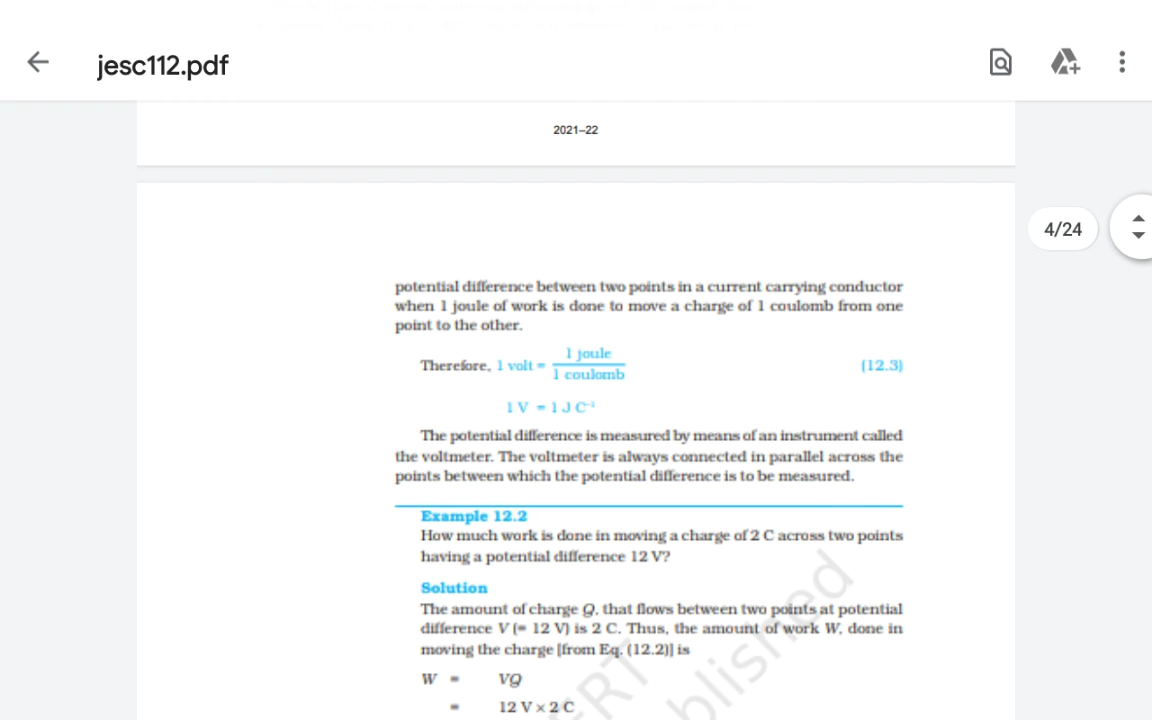 jesc112.pdf
2021–22
4/24
potential difference between two points in a current carrying conductor
when 1 joule of work is done to move a charge of 1 coulomb from one
point to the other.
Therefore, 1 volt = 1 joule / 1 coulomb (12.3)
1 V = 1 J C⁻¹
The potential difference is measured by means of an instrument called
the voltmeter. The voltmeter is always connected in parallel across the
points between which the potential difference is to be measured.
Example 12.2
How much work is done in moving a charge of 2 C across two points
having a potential difference 12 V?
Solution
The amount of charge Q, that flows between two points at potential
difference V (= 12 V) is 2 C. Thus, the amount of work W, done in
moving the charge [from Eq. (12.2)] is
W = VQ
= 12 V × 2 C
ERT
blished